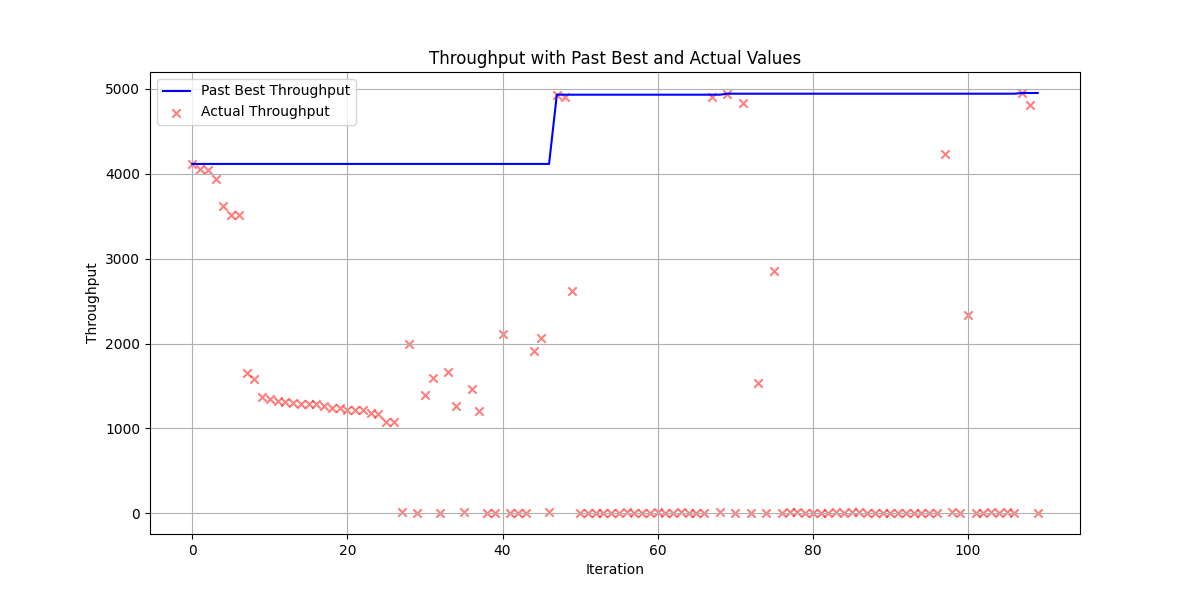 Throughput with Past Best and Actual Values
Past Best Throughput
Actual Throughput
Throughput
5000
4000
3000
2000
1000
0
0 20 40 60 80 100
Iteration